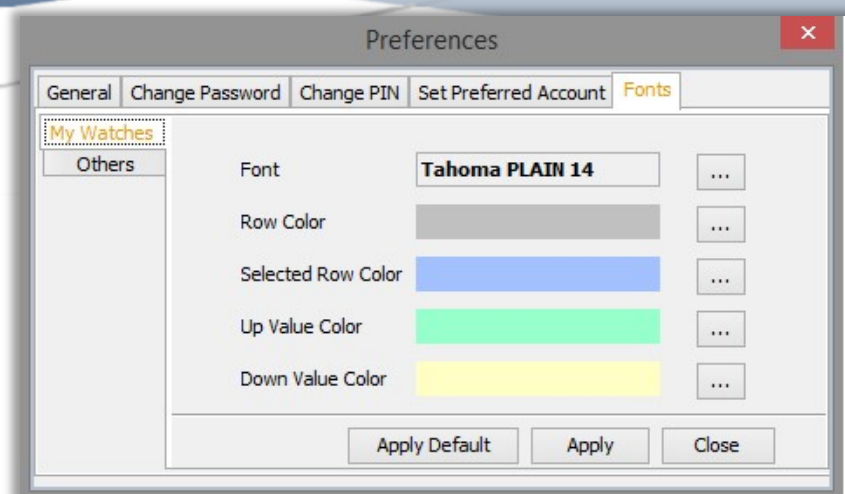 Preferences
General Change Password Change PIN Set Preferred Account Fonts
My Watches
Others
Font Tahoma PLAIN 14 ...
Row Color ...
Selected Row Color ...
Up Value Color ...
Down Value Color ...
Apply Default Apply Close